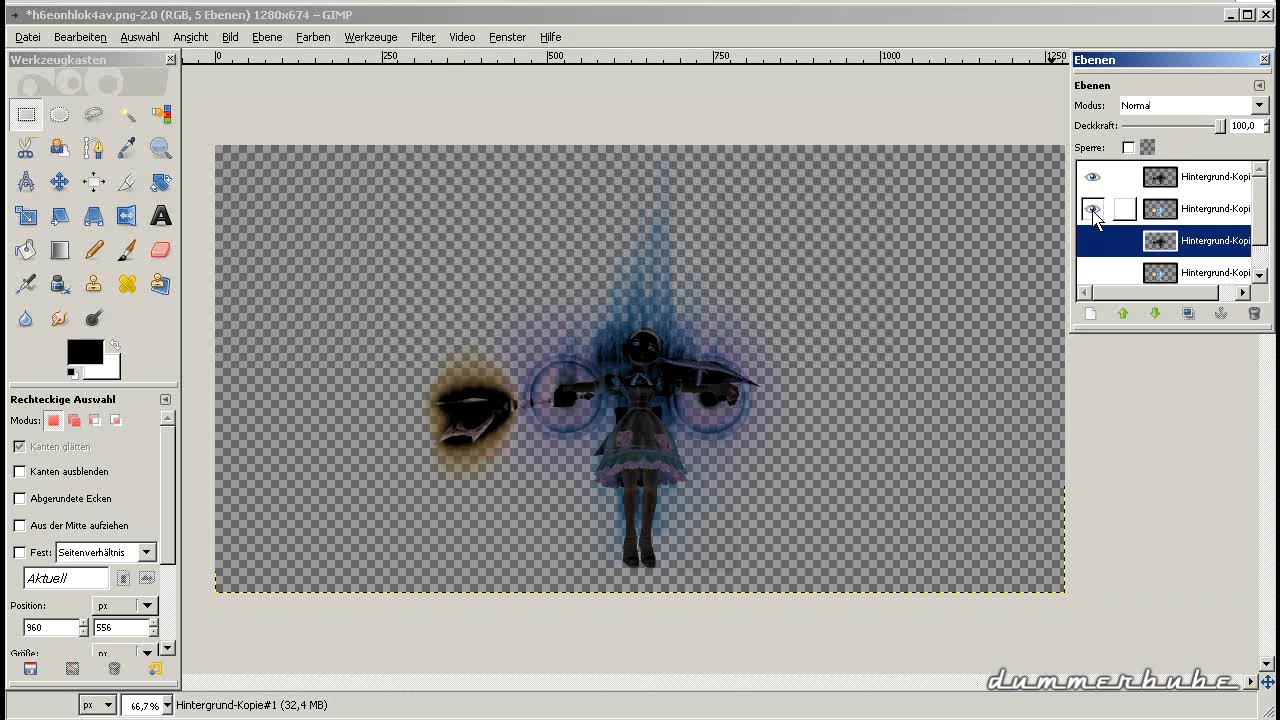 *h6eonhlok4av.png-2.0 (RGB, 5 Ebenen) 1280x674 – GIMP
Datei Bearbeiten Auswahl Ansicht Bild Ebene Farben Werkzeuge Filter Video Fenster Hilfe
Werkzeugkasten
0 250 500 750 1000 1250
Ebenen
Ebenen
Modus: Normal
Deckkraft: 100,0
Sperre:
Hintergrund-Kopi
Hintergrund-Kopi
Hintergrund-Kopi
Hintergrund-Kopi
Rechteckige Auswahl
Modus:
Kanten glätten
Kanten ausblenden
Abgerundete Ecken
Aus der Mitte aufziehen
Fest: Seitenverhältnis
Aktuell
Position: px
960 556
Größe: px
px 66,7% Hintergrund-Kopie#1 (32,4 MB)
dummerbube